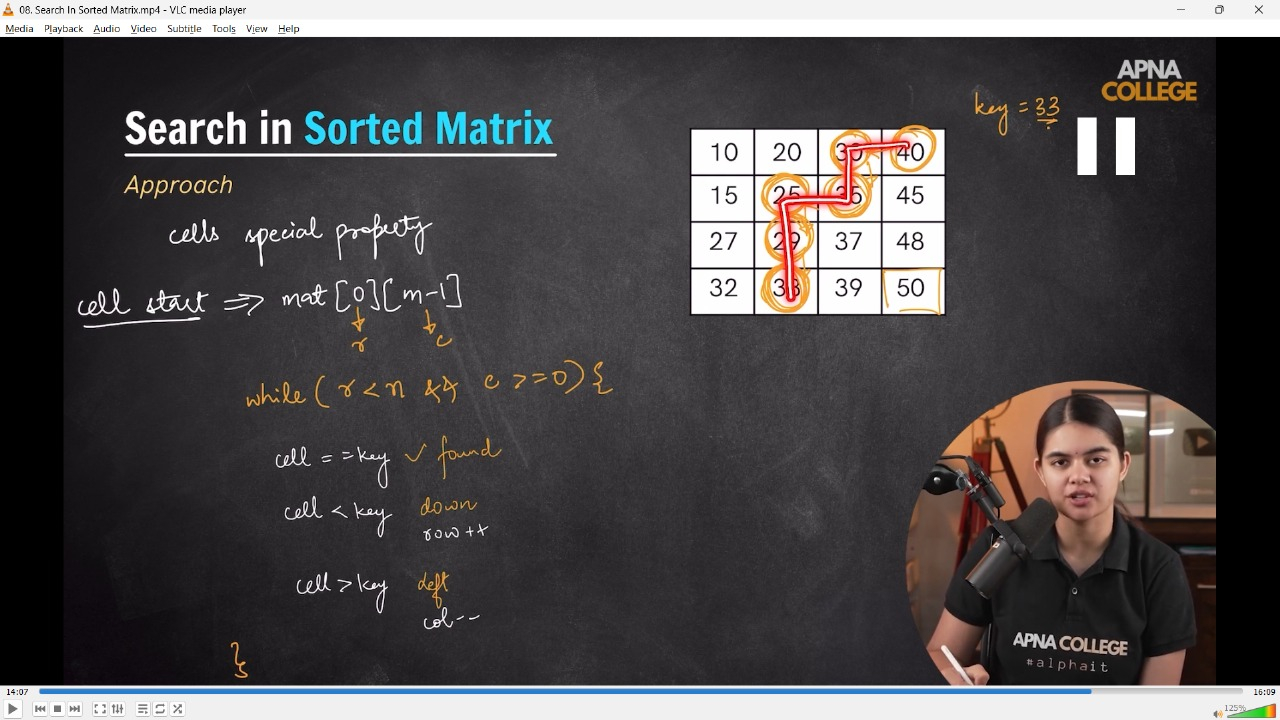 08. Search In Sorted Matrix.mp4 - VLC media player
Media Playback Audio Video Subtitle Tools View Help
APNA
COLLEGE
key = 33
Search in Sorted Matrix
Approach
10 20 30 40
15 25 35 45
27 29 37 48
32 33 39 50
cells special property
cell start ⇒ mat [0][m-1]
r c
while ( r < n && c >= 0) {
cell = = key ✓ found
cell < key down
row ++
cell > key left
col --
}
APNA COLLEGE
#alphait
14:07 16:09
125%